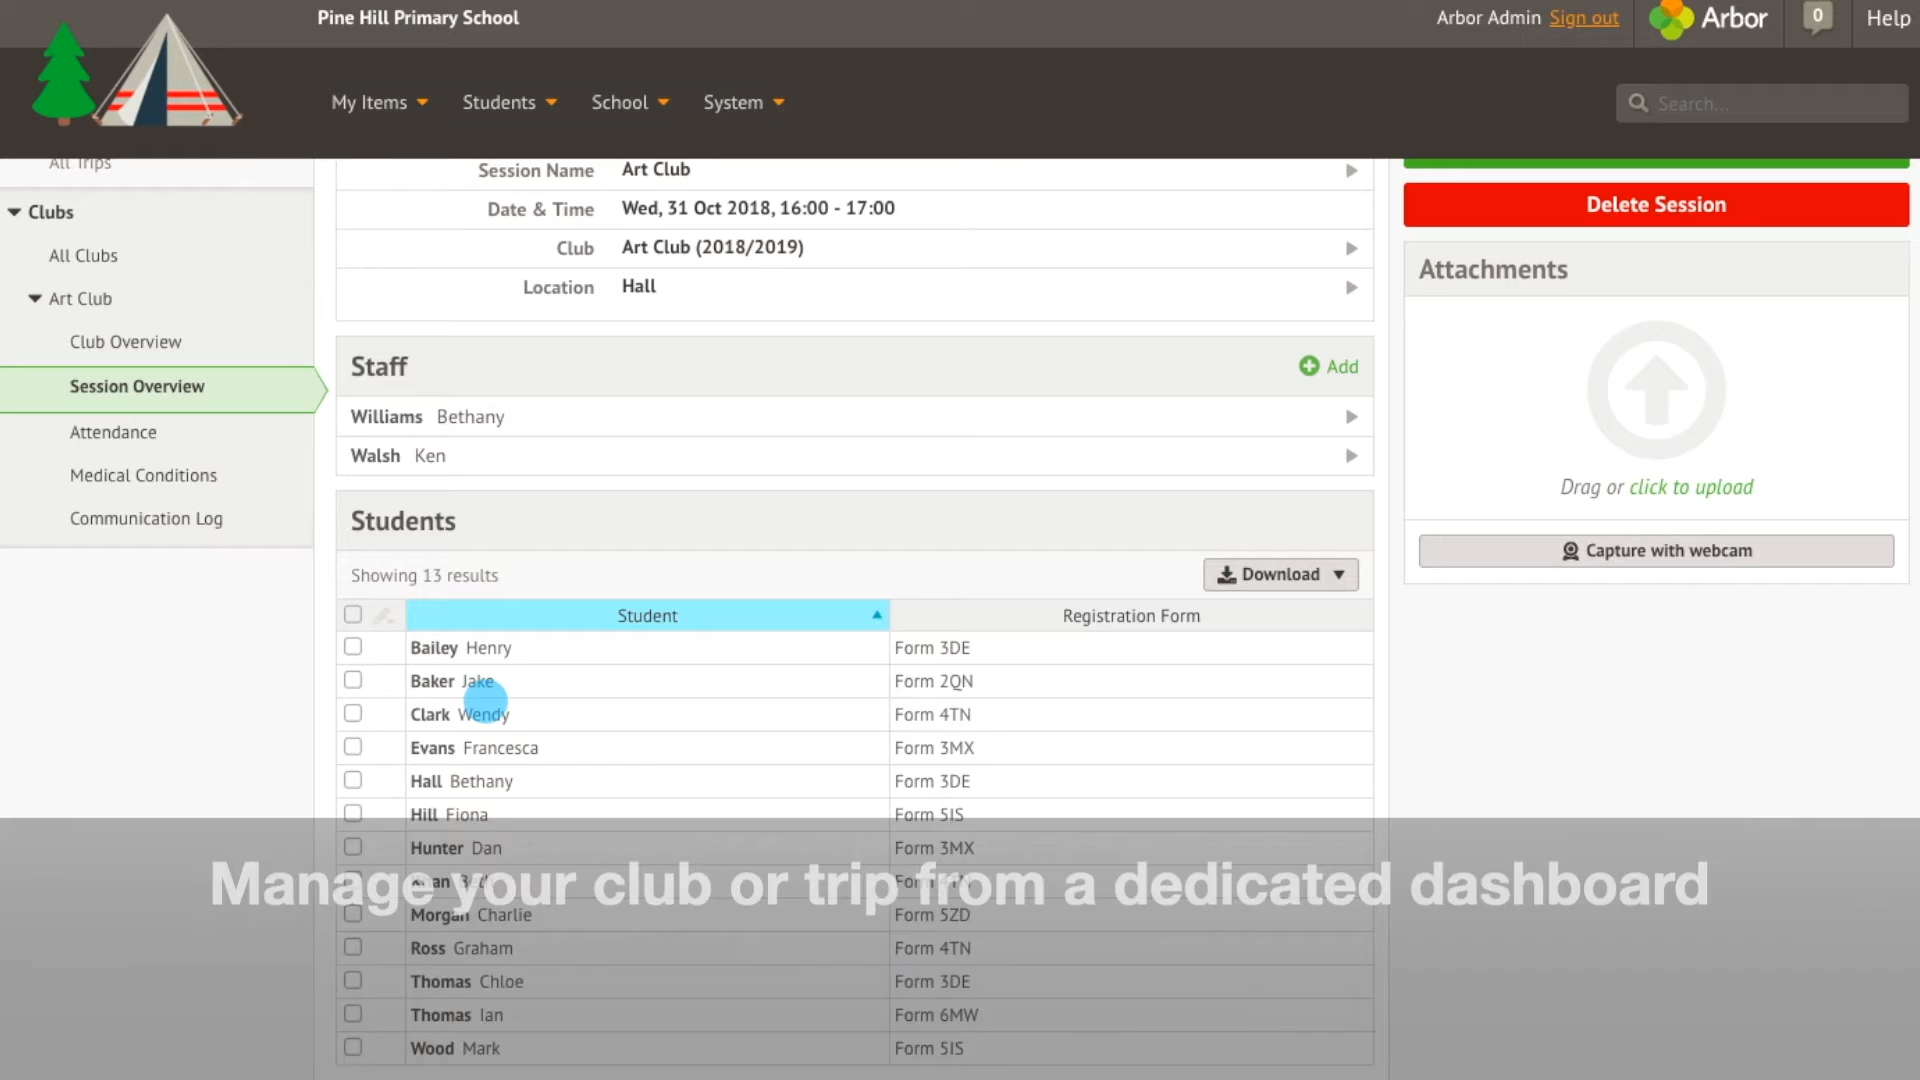 Pine Hill Primary School
Arbor Admin Sign out
Arbor
0
Help
My Items
Students
School
System
Search...
All Trips
Clubs
All Clubs
Art Club
Club Overview
Session Overview
Attendance
Medical Conditions
Communication Log
Session Name Art Club
Date & Time Wed, 31 Oct 2018, 16:00 - 17:00
Club Art Club (2018/2019)
Location Hall
Staff
Add
Williams Bethany
Walsh Ken
Students
Showing 13 results
Download
Student Registration Form
Bailey Henry Form 3DE
Baker Jake Form 2QN
Clark Wendy Form 4TN
Evans Francesca Form 3MX
Hall Bethany Form 3DE
Hill Fiona Form 5IS
Hunter Dan Form 3MX
Form
Morgan Charlie Form 5ZD
Ross Graham Form 4TN
Thomas Chloe Form 3DE
Thomas Ian Form 6MW
Wood Mark Form 5IS
Delete Session
Attachments
Drag or click to upload
Capture with webcam
Manage your club or trip from a dedicated dashboard